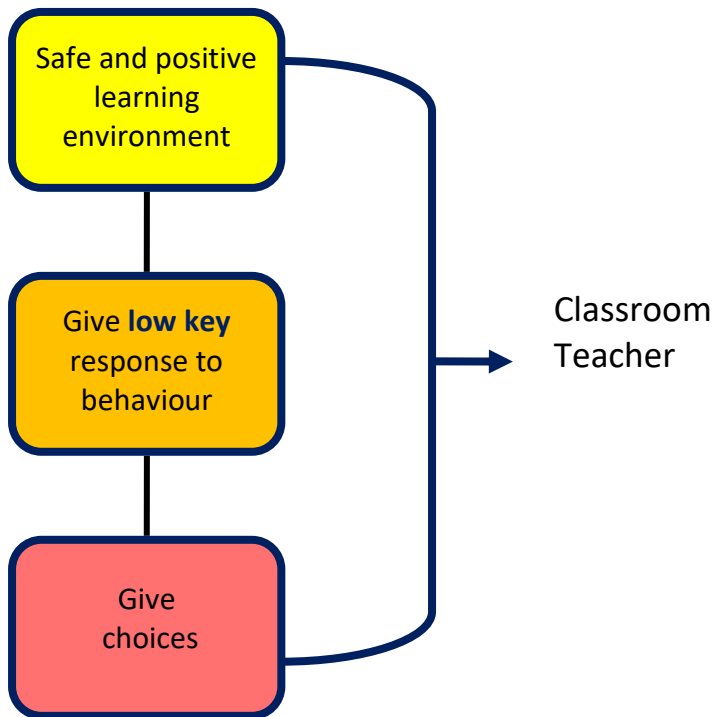 Safe and positive
learning
environment
Give low key
response to
behaviour
Give
choices
Classroom
Teacher